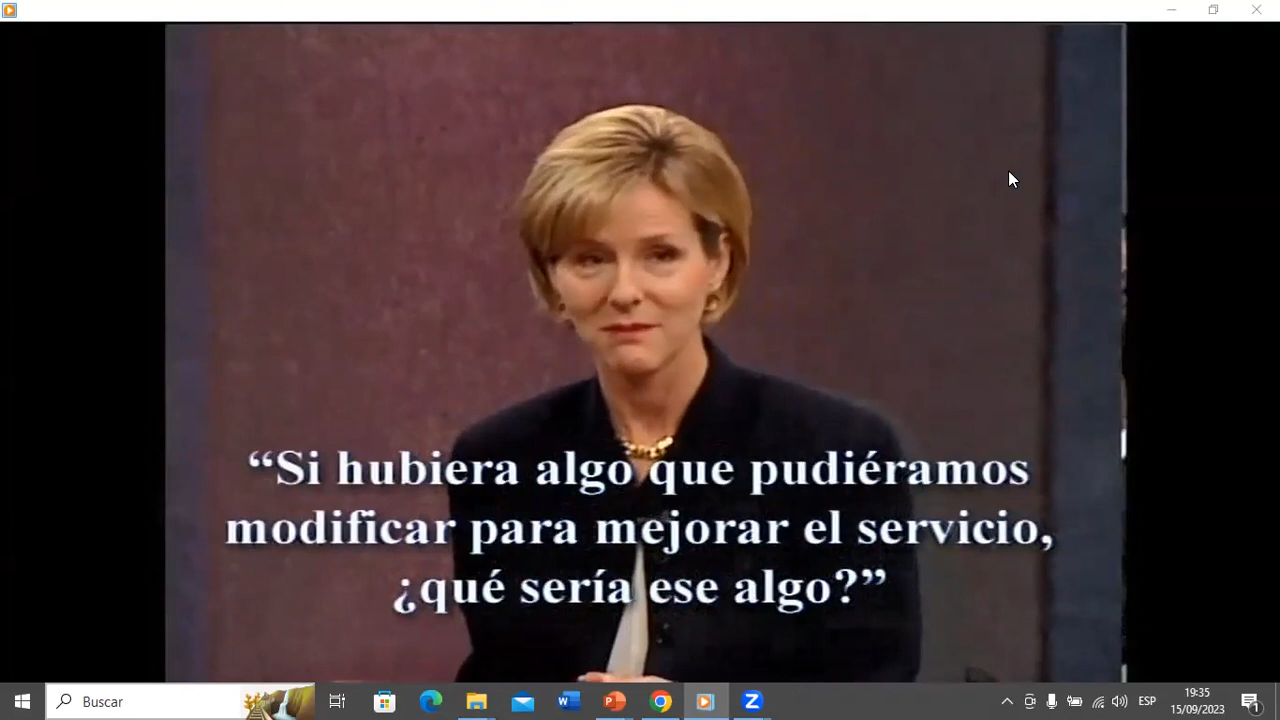 “Si hubiera algo que pudiéramos
modificar para mejorar el servicio,
¿qué sería ese algo?”
Buscar
ESP
19:35
15/09/2023